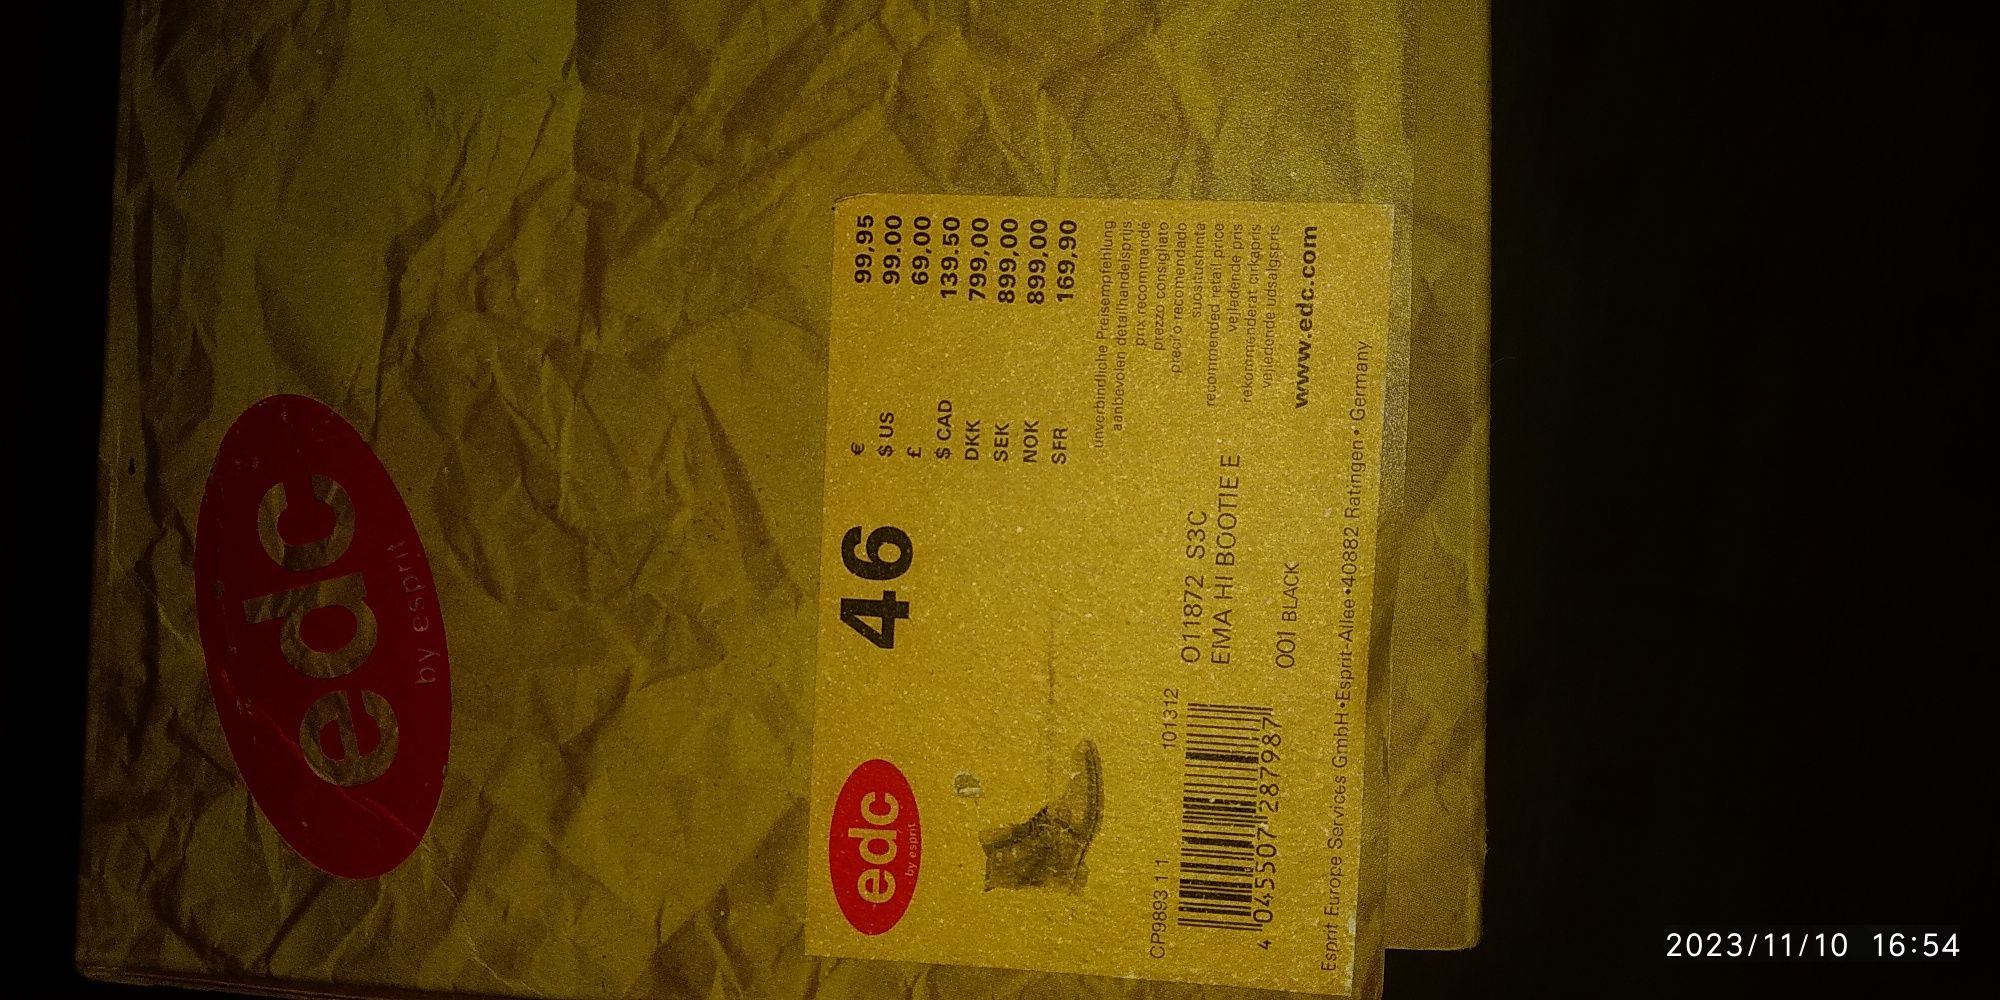 edc
by esprit
edc
by esprit
46
€ 99,95
$ US 99.00
£ 69,00
$ CAD 139.50
DKK 799,00
SEK 899,00
NOK 899,00
SFR 169,90
unverbindliche Preisempfehlung
aanbevolen detailhandelsprijs
prix recommandé
prezzo consigliato
precio recomendado
suositushinta
recommended retail price
vejledende pris
rekommenderat cirkapris
vejledende udsalgspris
www.edc.com
CP9893 1 1
101312
O11872 S3C
EMA HI BOOTIE E
001 BLACK
4 045507 287987
Esprit Europe Services GmbH•Esprit-Allee•40882 Ratingen • Germany
2023/11/10 16:54